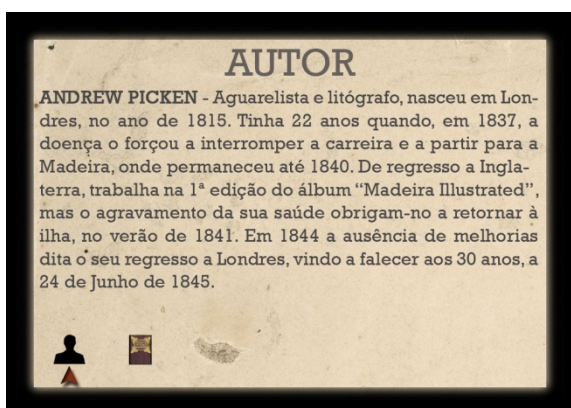 AUTOR
ANDREW PICKEN - Aguarelista e litógrafo, nasceu em Lon-
dres, no ano de 1815. Tinha 22 anos quando, em 1837, a
doença o forçou a interromper a carreira e a partir para a
Madeira, onde permaneceu até 1840. De regresso a Ingla-
terra, trabalha na 1ª edição do álbum “Madeira Illustrated”,
mas o agravamento da sua saúde obrigam-no a retornar à
ilha, no verão de 1841. Em 1844 a ausência de melhorias
dita o seu regresso a Londres, vindo a falecer aos 30 anos, a
24 de Junho de 1845.